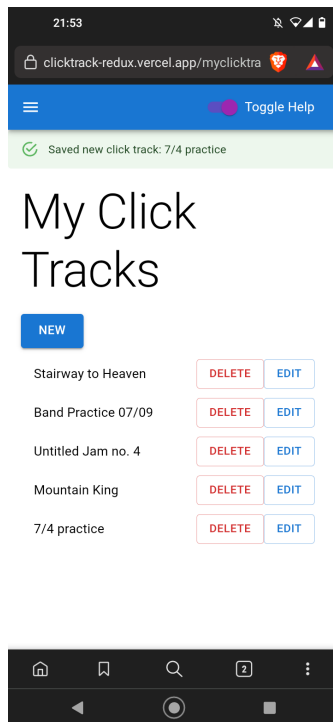 21:53
clicktrack-redux.vercel.app/myclicktra
Toggle Help
Saved new click track: 7/4 practice
My Click
Tracks
NEW
Stairway to Heaven DELETE EDIT
Band Practice 07/09 DELETE EDIT
Untitled Jam no. 4 DELETE EDIT
Mountain King DELETE EDIT
7/4 practice DELETE EDIT
2